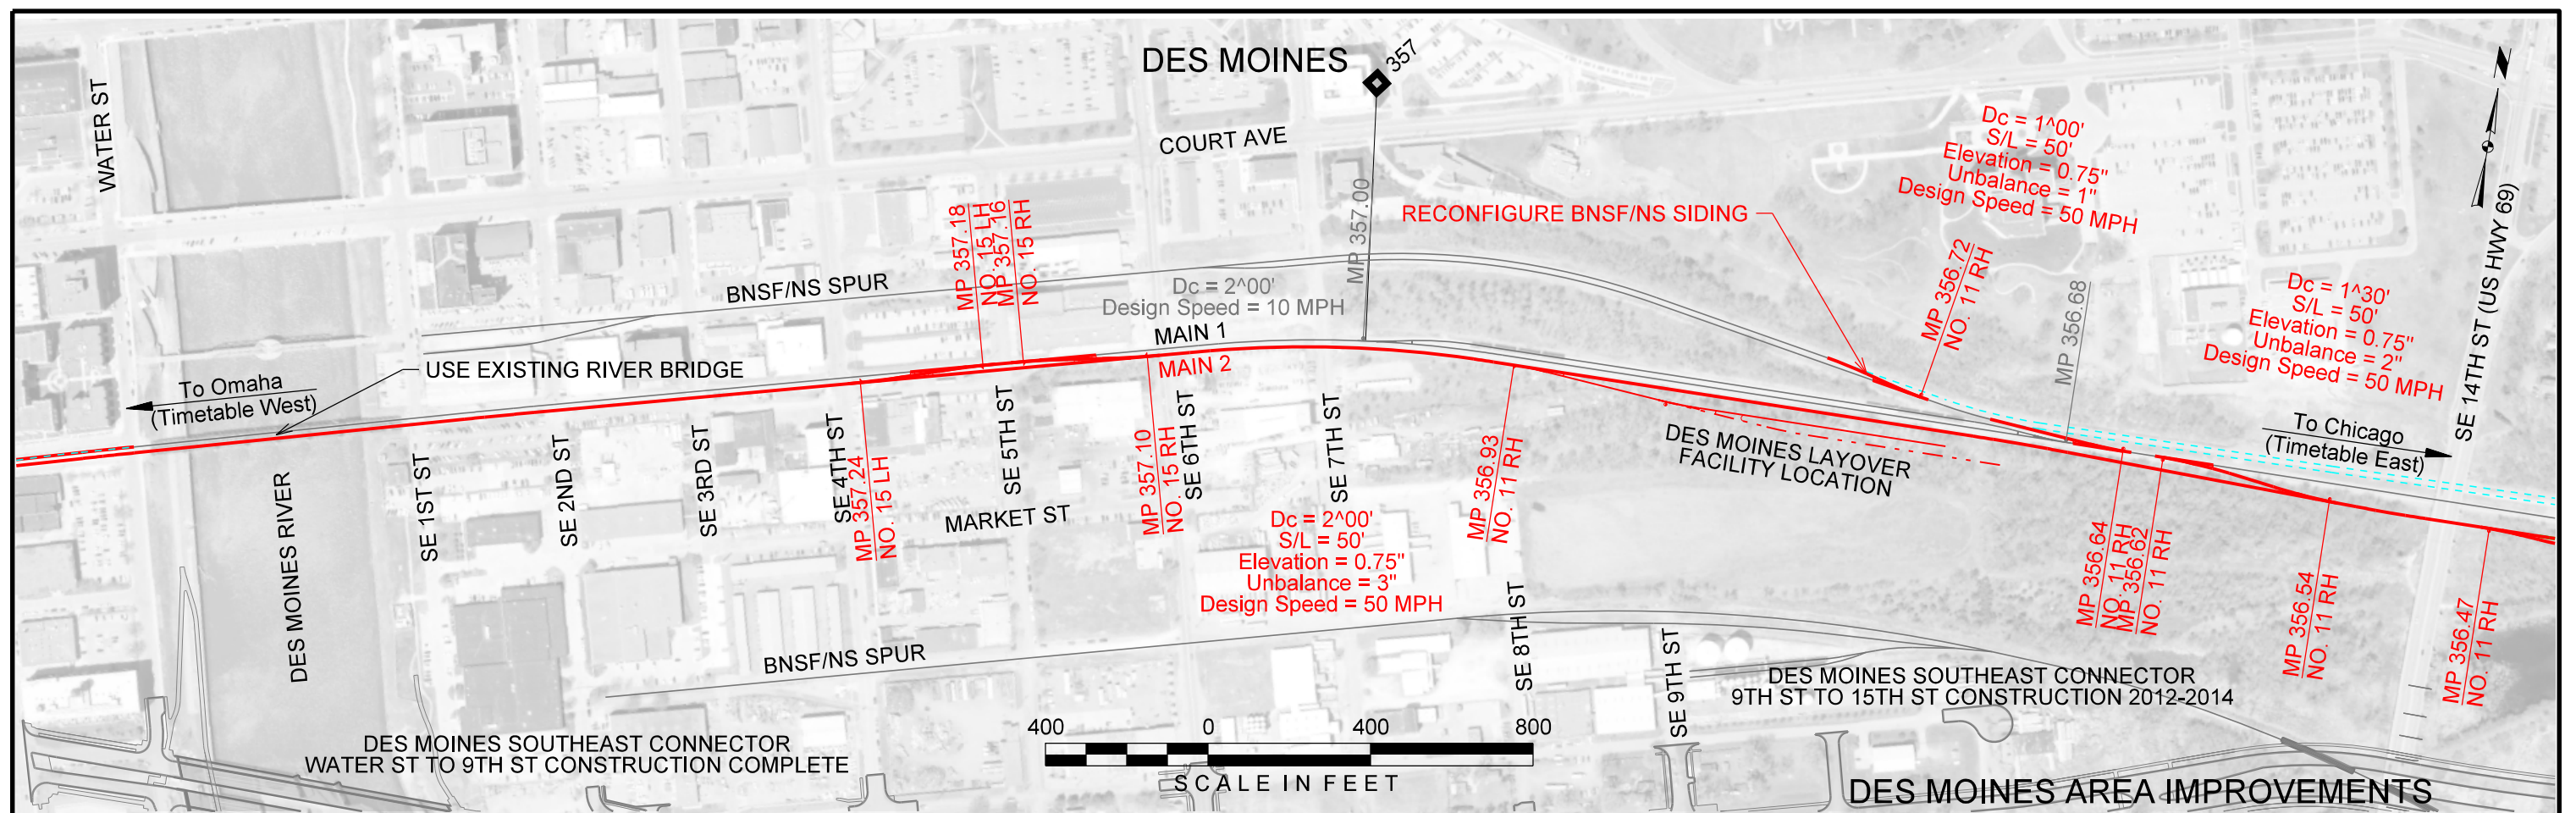 DES MOINES
357
WATER ST
COURT AVE
MP 357.00
RECONFIGURE BNSF/NS SIDING
Dc = 1^00'
S/L = 50'
Elevation = 0.75"
Unbalance = 1"
Design Speed = 50 MPH
MP 357.18
NO. 15 LH
MP 357.16
NO. 15 RH
BNSF/NS SPUR
Dc = 2^00'
Design Speed = 10 MPH
MAIN 1
MAIN 2
MP 356.72
NO. 11 RH
MP 356.68
Dc = 1^30'
S/L = 50'
Elevation = 0.75"
Unbalance = 2"
Design Speed = 50 MPH
SE 14TH ST (US HWY 69)
To Omaha
(Timetable West)
USE EXISTING RIVER BRIDGE
To Chicago
(Timetable East)
DES MOINES RIVER
SE 1ST ST
SE 2ND ST
SE 3RD ST
SE 4TH ST
MP 357.24
NO. 15 LH
SE 5TH ST
MARKET ST
MP 357.10
NO. 15 RH
SE 6TH ST
SE 7TH ST
Dc = 2^00'
S/L = 50'
Elevation = 0.75"
Unbalance = 3"
Design Speed = 50 MPH
MP 356.93
NO. 11 RH
DES MOINES LAYOVER
FACILITY LOCATION
MP 356.64
NO. 11 RH
MP 356.62
NO. 11 RH
MP 356.54
NO. 11 RH
MP 356.47
NO. 11 RH
BNSF/NS SPUR
SE 8TH ST
SE 9TH ST
DES MOINES SOUTHEAST CONNECTOR
9TH ST TO 15TH ST CONSTRUCTION 2012-2014
DES MOINES SOUTHEAST CONNECTOR
WATER ST TO 9TH ST CONSTRUCTION COMPLETE
400 0 400 800
SCALE IN FEET
DES MOINES AREA IMPROVEMENTS